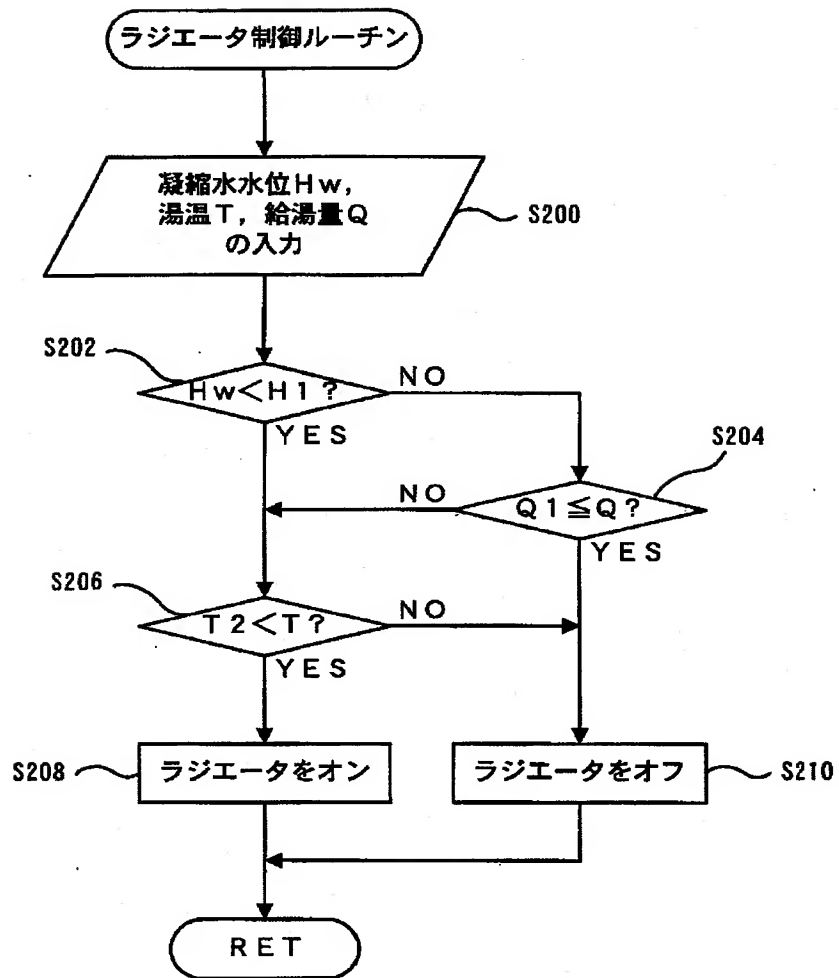 ラジエータ制御ルーチン
凝縮水水位Hw,
湯温T,給湯量Q
の入力
S200
S202
Hw<H1?
NO
YES
S204
Q1≦Q?
NO
YES
S206
T2<T?
NO
YES
S208
ラジエータをオン
ラジエータをオフ
S210
RET